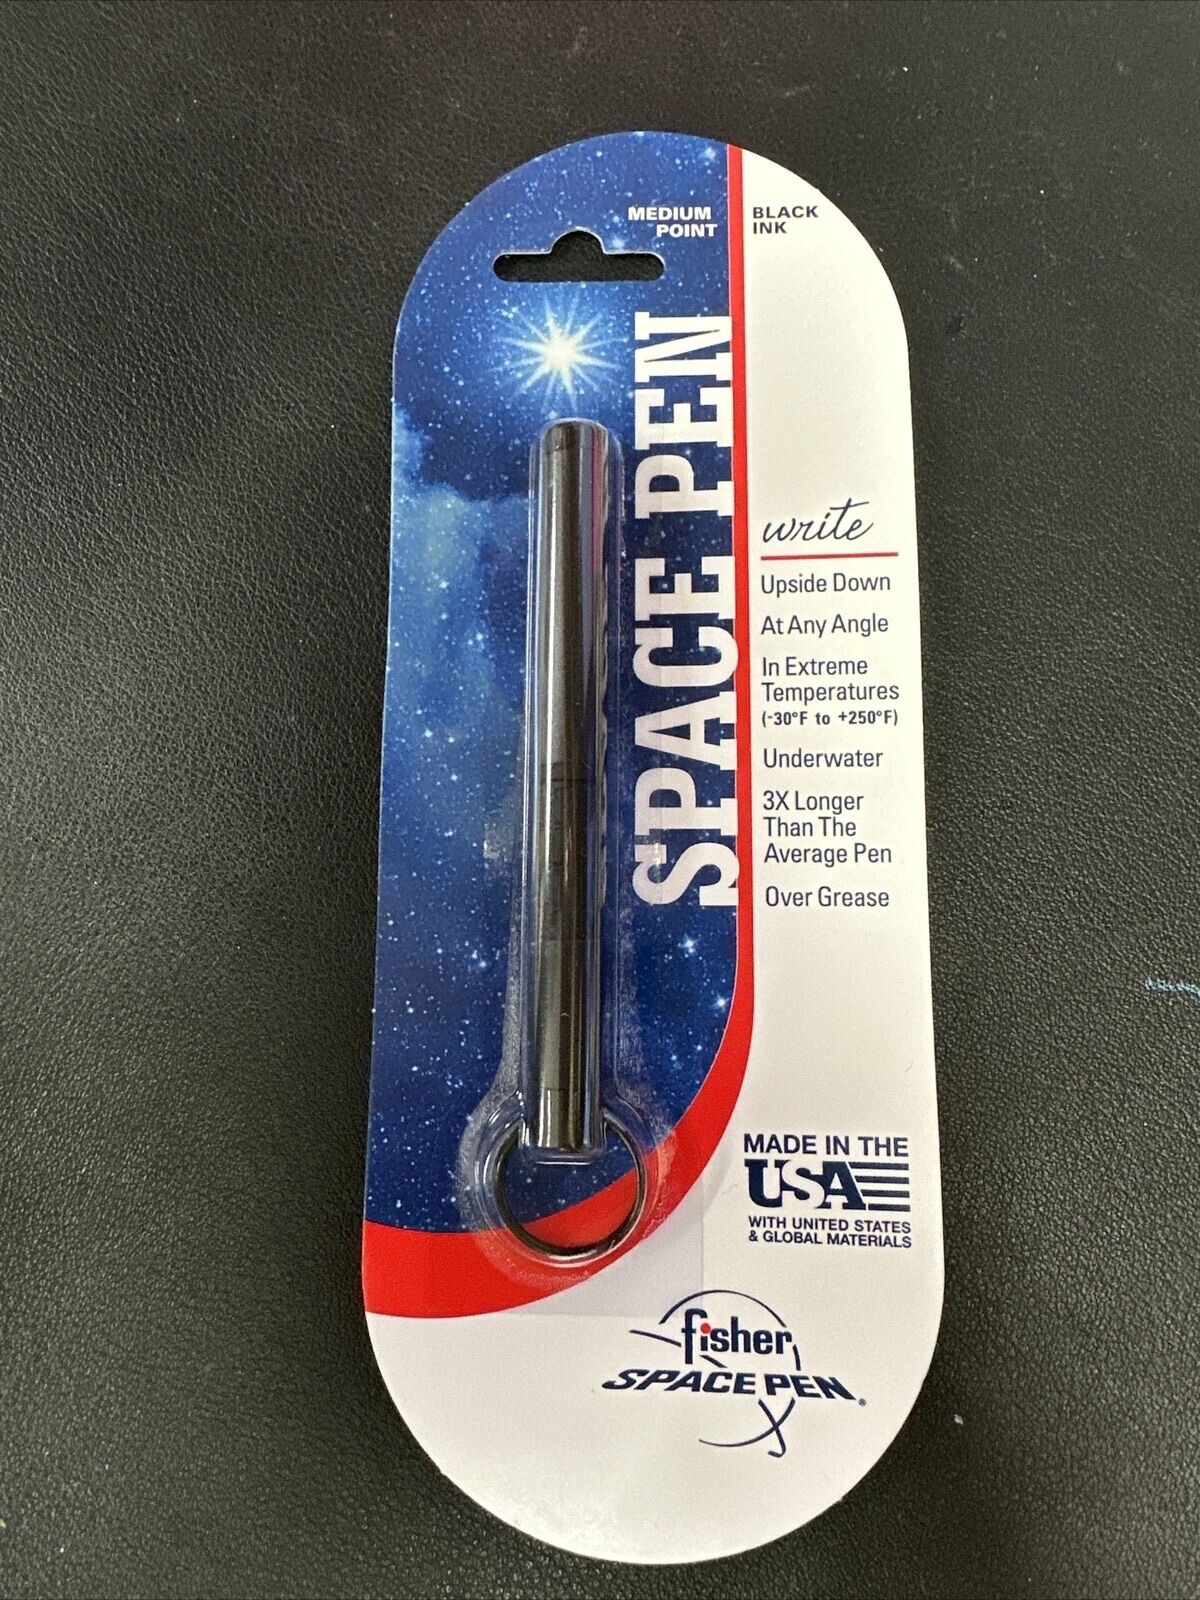 MEDIUM
POINT
BLACK
INK
SPACE PEN
write
Upside Down
At Any Angle
In Extreme
Temperatures
(-30°F to +250°F)
Underwater
3X Longer
Than The
Average Pen
Over Grease
MADE IN THE
USA
WITH UNITED STATES
& GLOBAL MATERIALS
fisher
SPACE PEN®